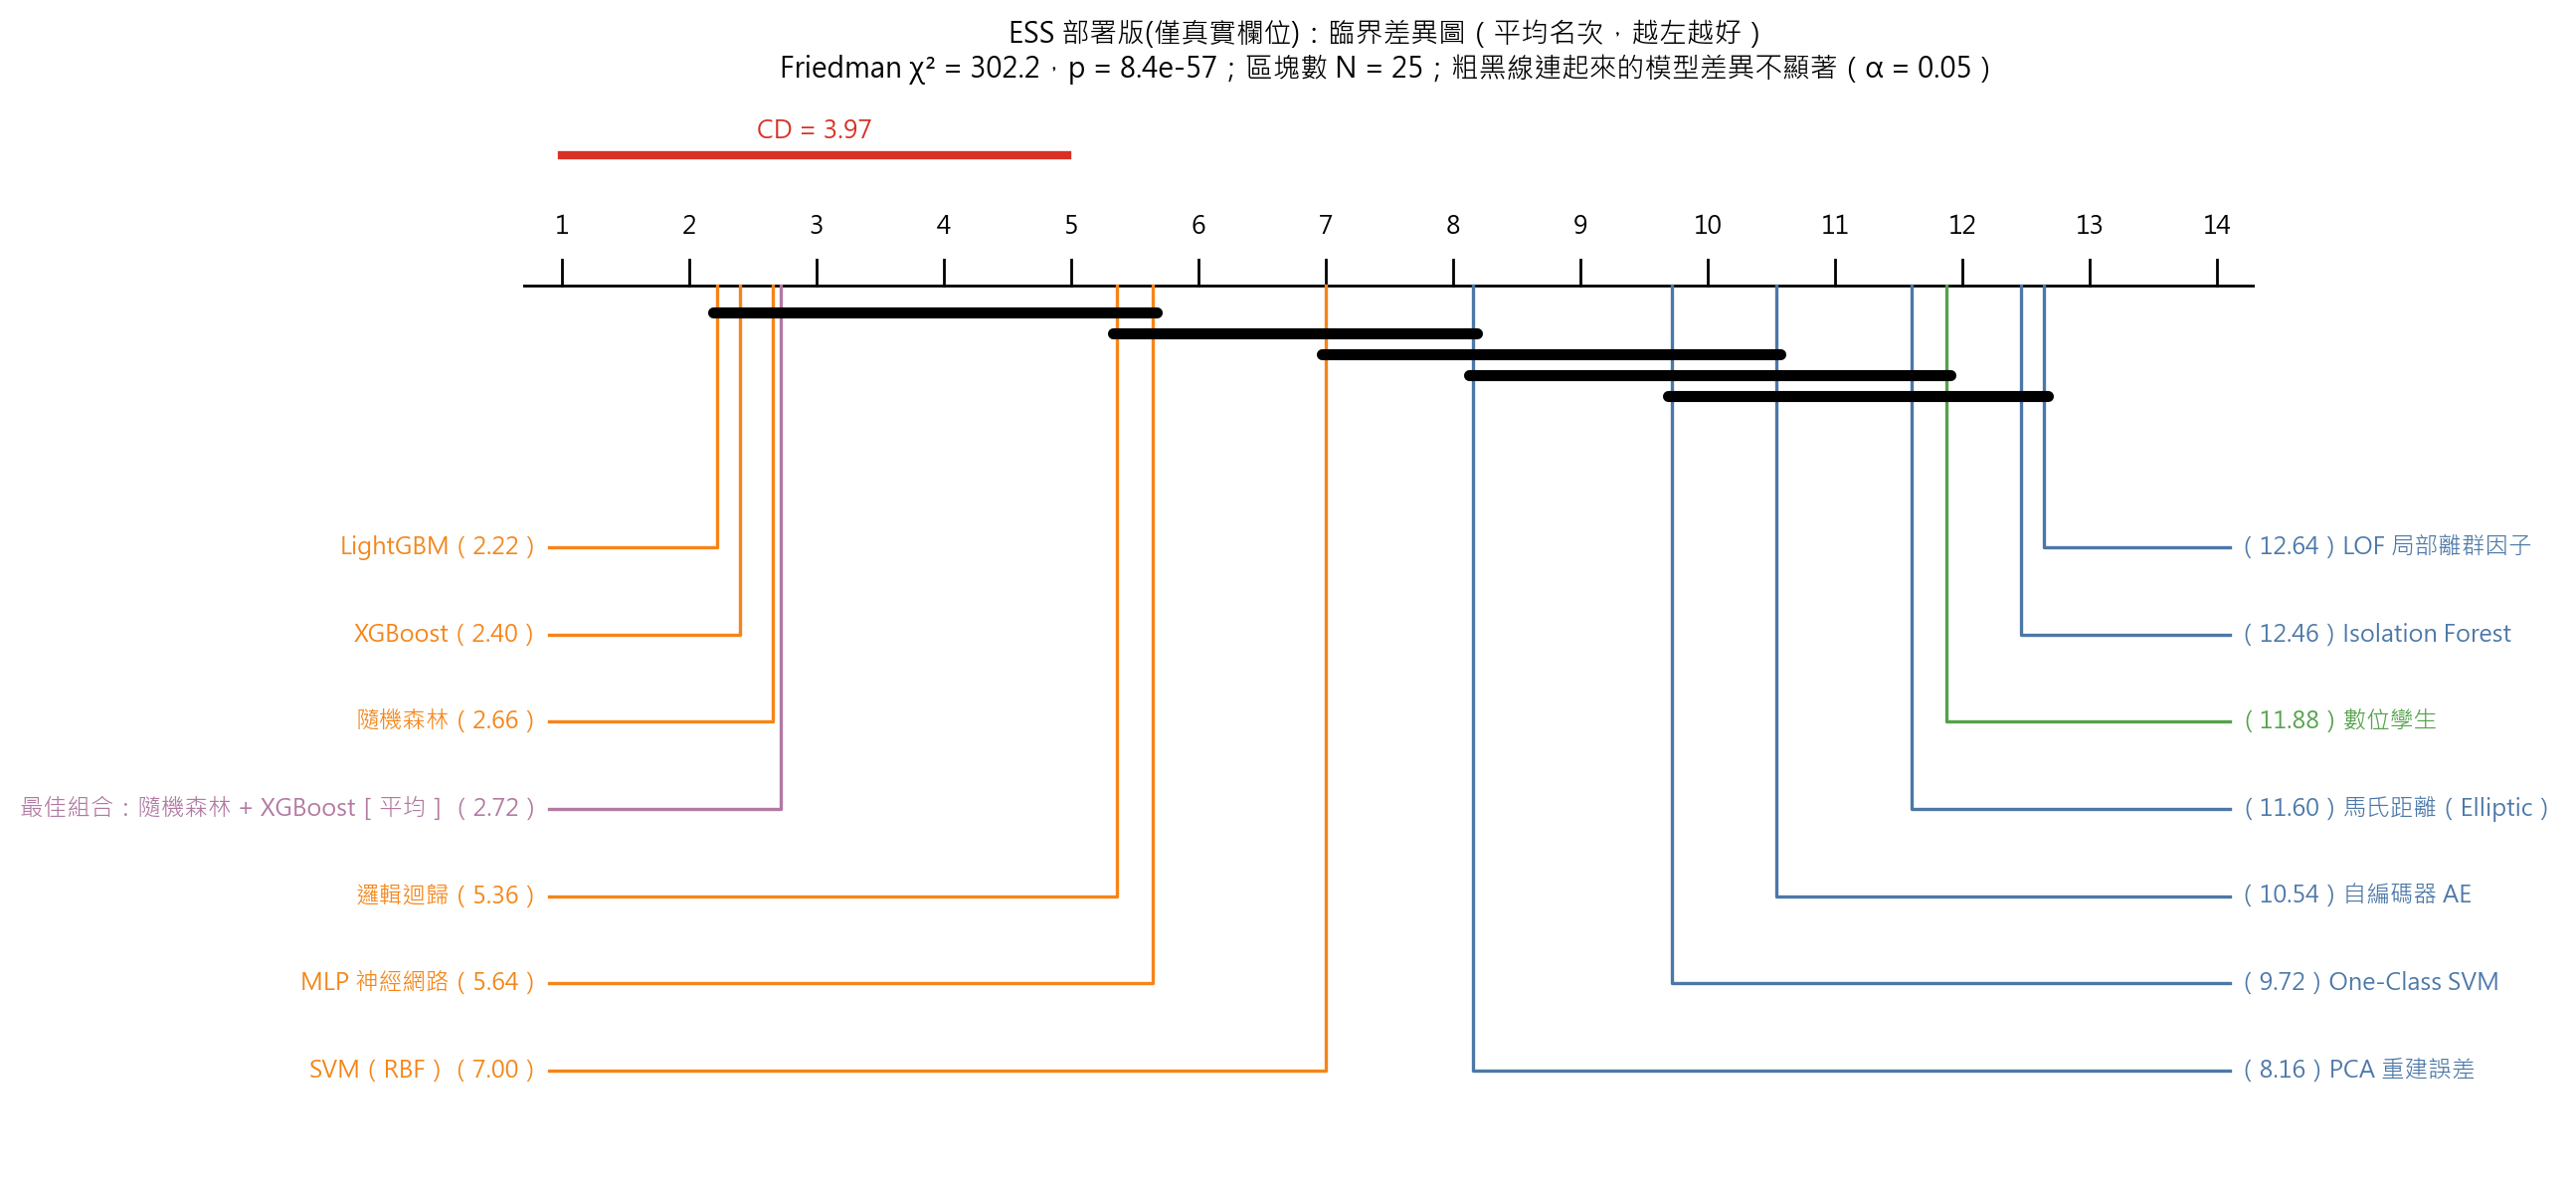 ESS 部署版(僅真實欄位)：臨界差異圖（平均名次，越左越好）
Friedman χ² = 302.2，p = 8.4e-57；區塊數 N = 25；粗黑線連起來的模型差異不顯著（α = 0.05）
CD = 3.97
1 2 3 4 5 6 7 8 9 10 11 12 13 14
LightGBM（2.22）
（12.64）LOF 局部離群因子
XGBoost（2.40）
（12.46）Isolation Forest
隨機森林（2.66）
（11.88）數位孿生
最佳組合：隨機森林 + XGBoost［平均］（2.72）
（11.60）馬氏距離（Elliptic）
邏輯迴歸（5.36）
（10.54）自編碼器 AE
MLP 神經網路（5.64）
（9.72）One-Class SVM
SVM（RBF）（7.00）
（8.16）PCA 重建誤差